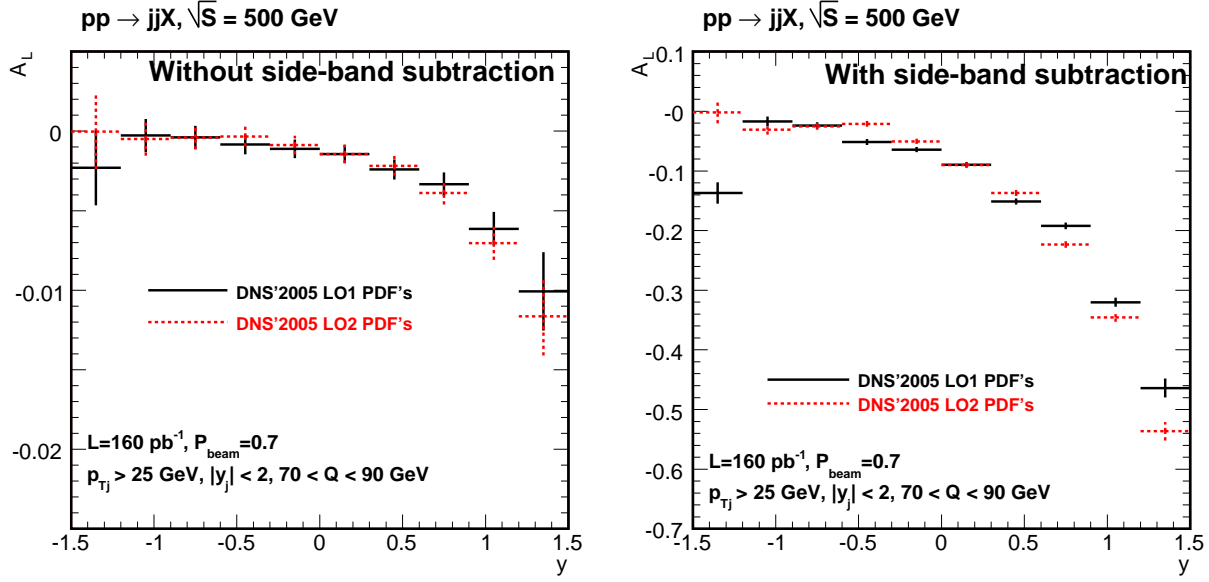 pp → jjX, √S = 500 GeV
A_L
Without side-band subtraction
0
-0.01
-0.02
DNS'2005 LO1 PDF's
DNS'2005 LO2 PDF's
L=160 pb⁻¹, P_beam=0.7
p_Tj > 25 GeV, |y_j| < 2, 70 < Q < 90 GeV
-1.5 -1 -0.5 0 0.5 1 1.5
y
pp → jjX, √S = 500 GeV
A_L
With side-band subtraction
0.1
-0
-0.1
-0.2
-0.3
-0.4
-0.5
-0.6
-0.7
DNS'2005 LO1 PDF's
DNS'2005 LO2 PDF's
L=160 pb⁻¹, P_beam=0.7
p_Tj > 25 GeV, |y_j| < 2, 70 < Q < 90 GeV
-1.5 -1 -0.5 0 0.5 1 1.5
y